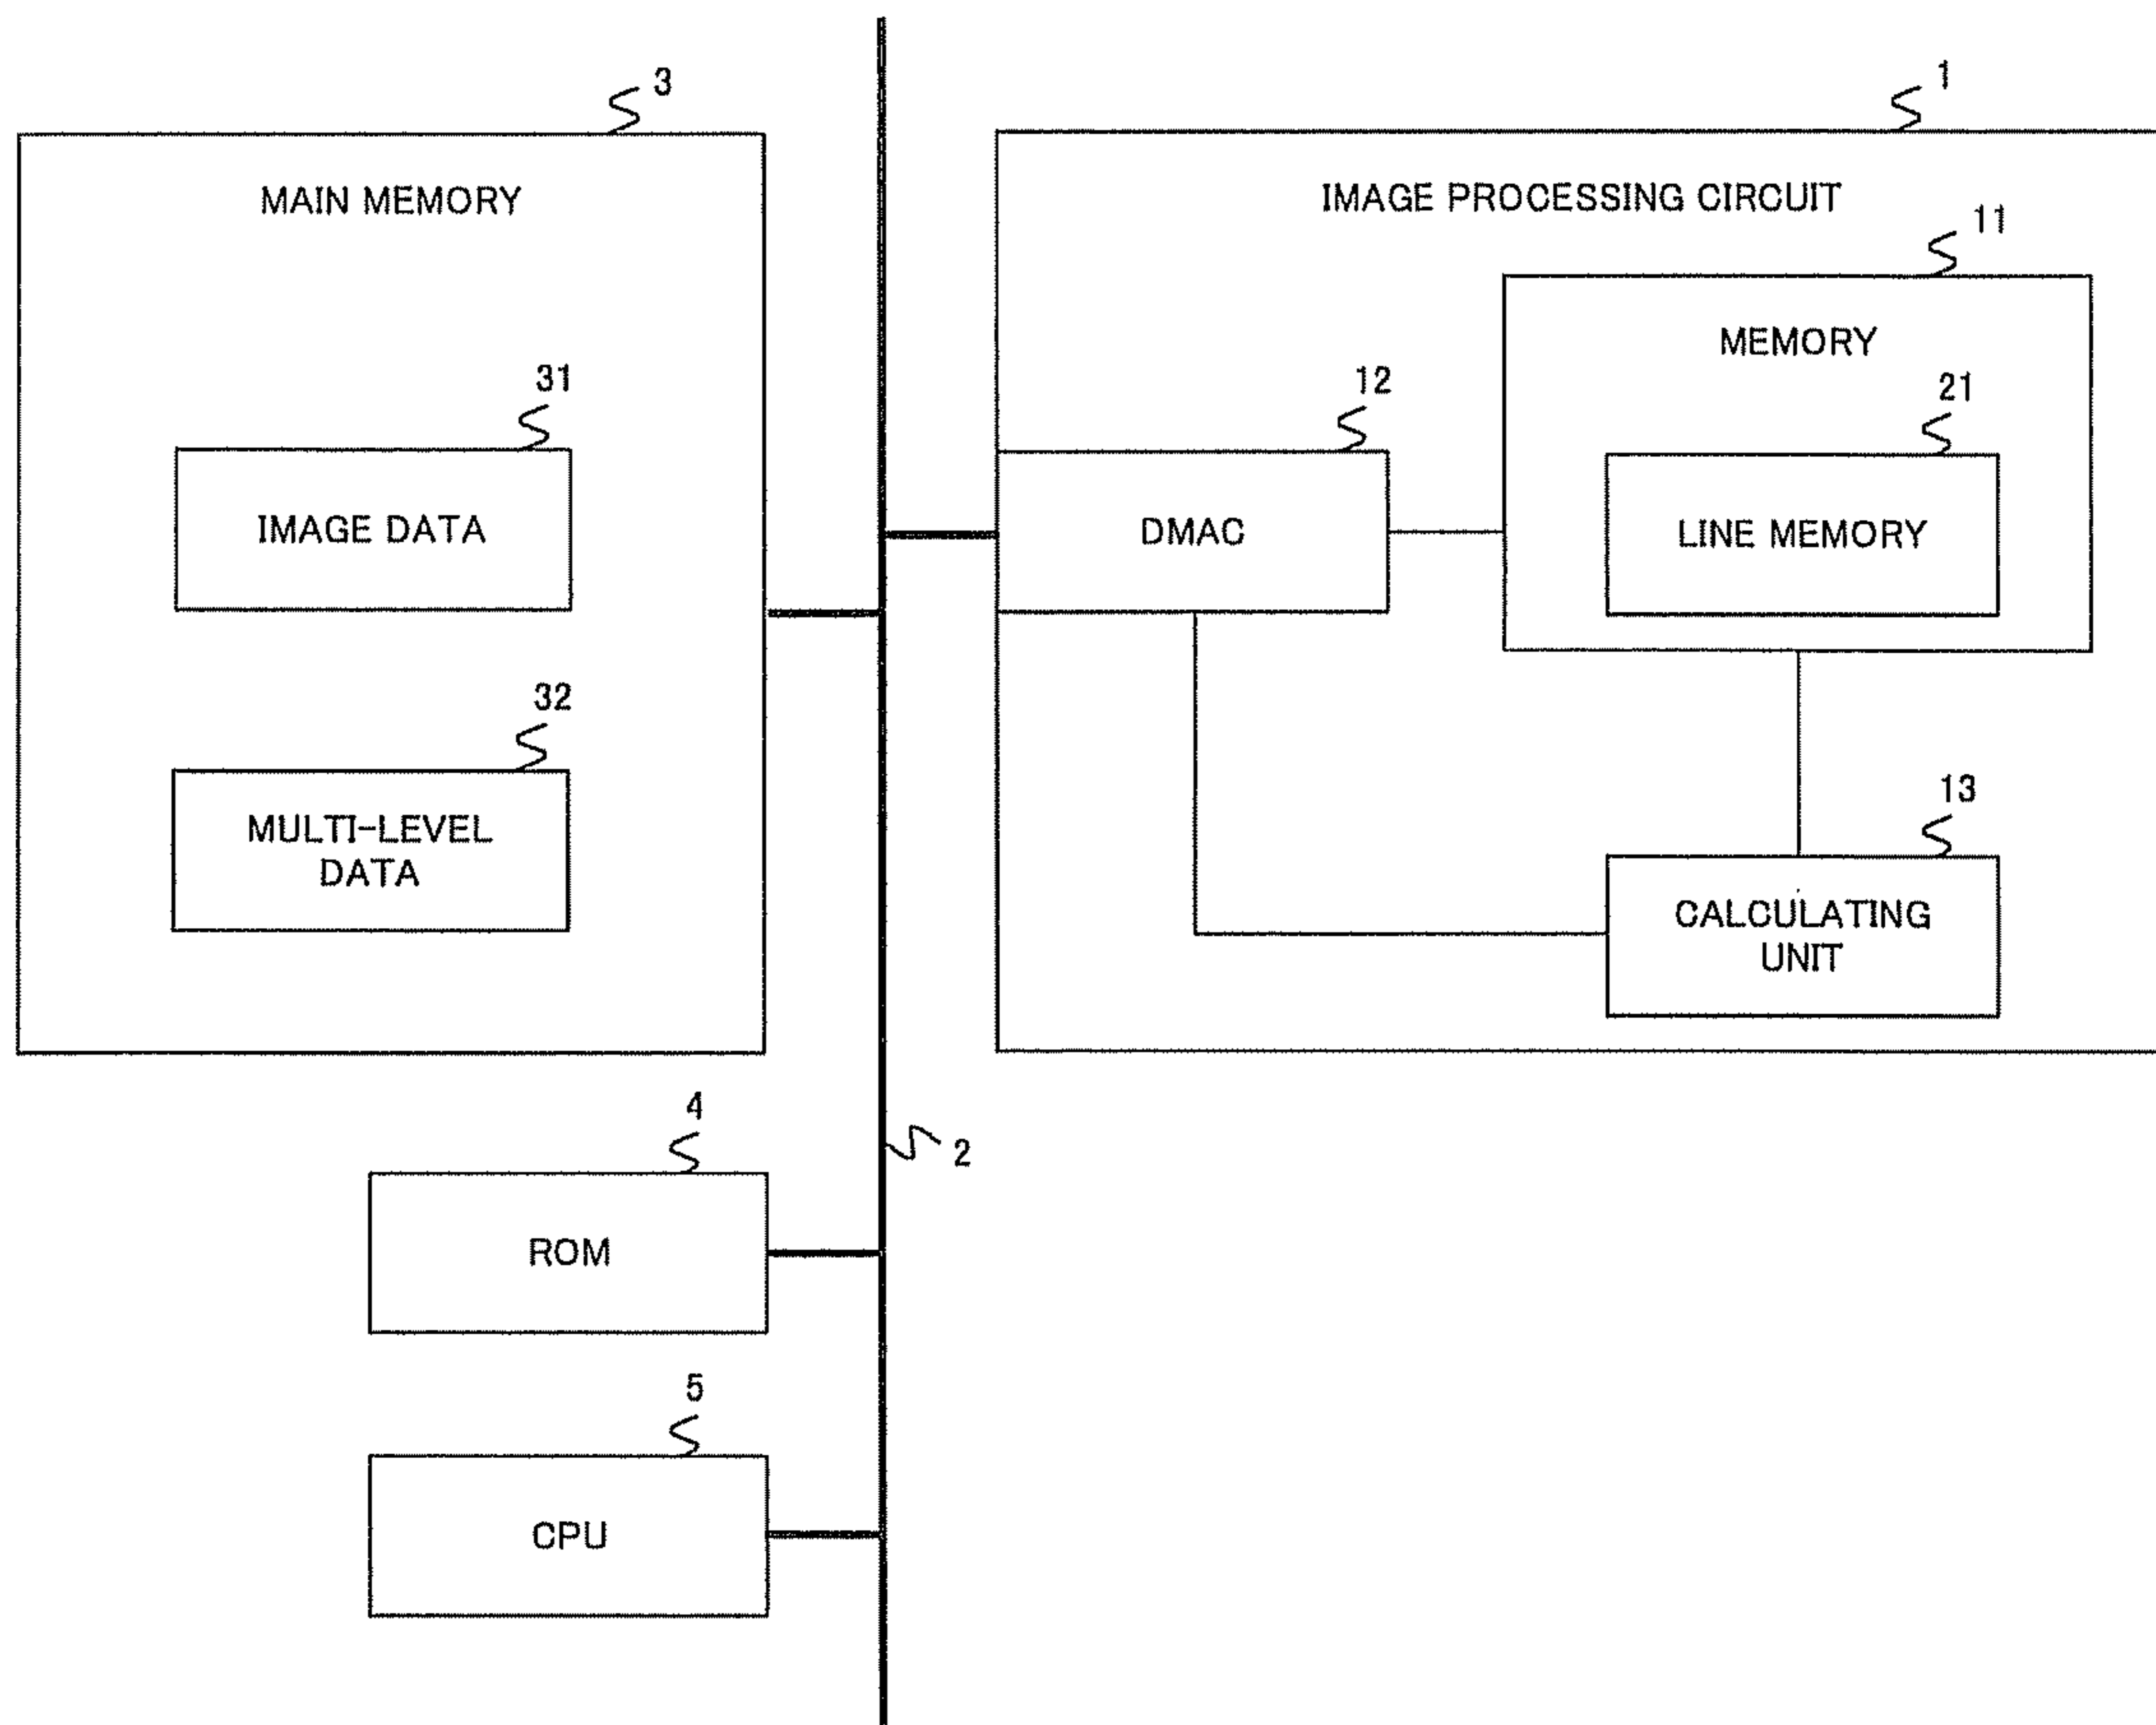 3
MAIN MEMORY
31
IMAGE DATA
32
MULTI-LEVEL
DATA
1
IMAGE PROCESSING CIRCUIT
11
MEMORY
12
DMAC
21
LINE MEMORY
13
CALCULATING
UNIT
4
ROM
2
5
CPU